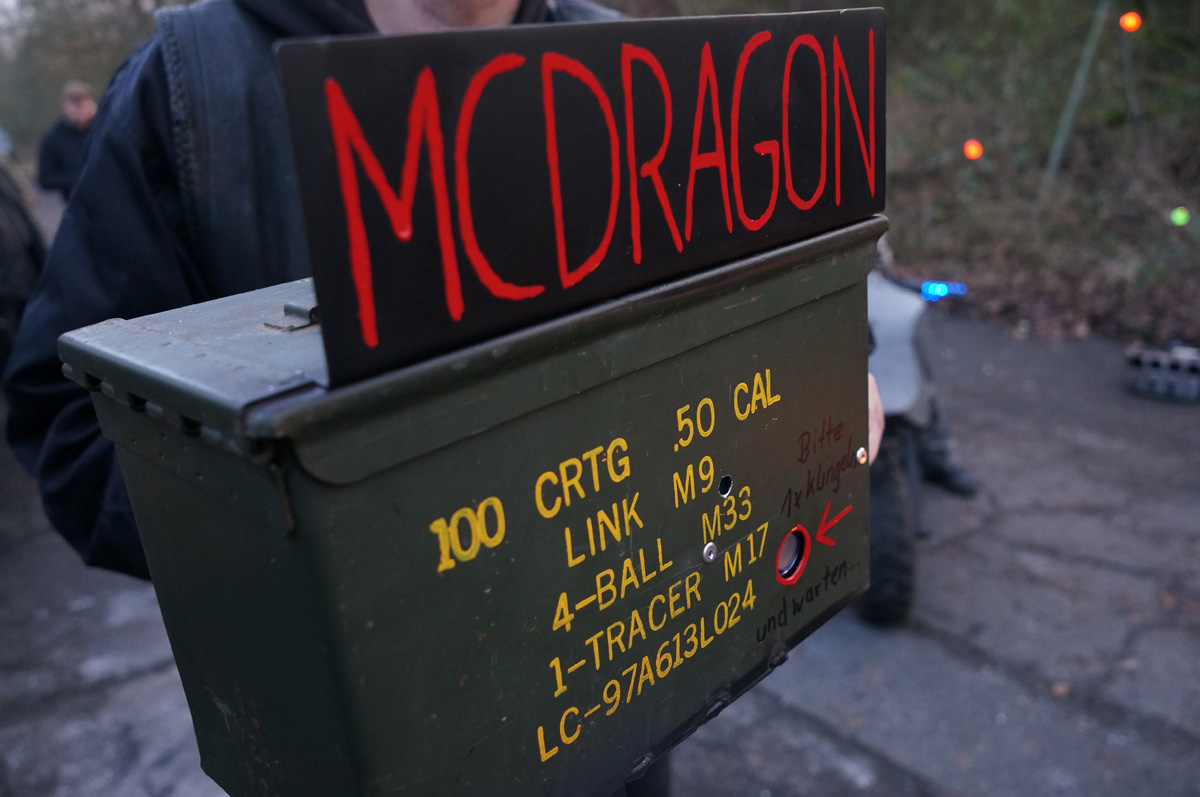 MCDRAGON
100 CRTG .50 CAL
LINK M9
4-BALL M33
1-TRACER M17
LC-97A613L024
Bitte
1x klingeln
und warten...